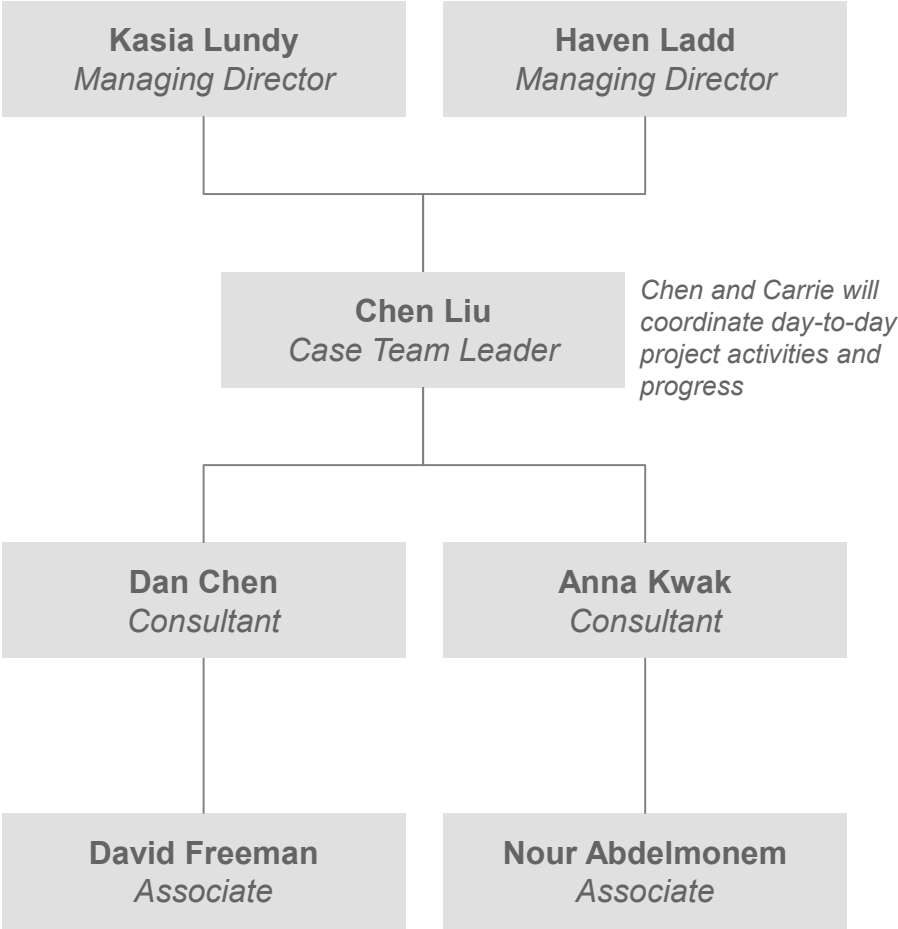 Kasia Lundy
Managing Director
Haven Ladd
Managing Director
Chen Liu
Case Team Leader
Chen and Carrie will
coordinate day-to-day
project activities and
progress
Dan Chen
Consultant
Anna Kwak
Consultant
David Freeman
Associate
Nour Abdelmonem
Associate